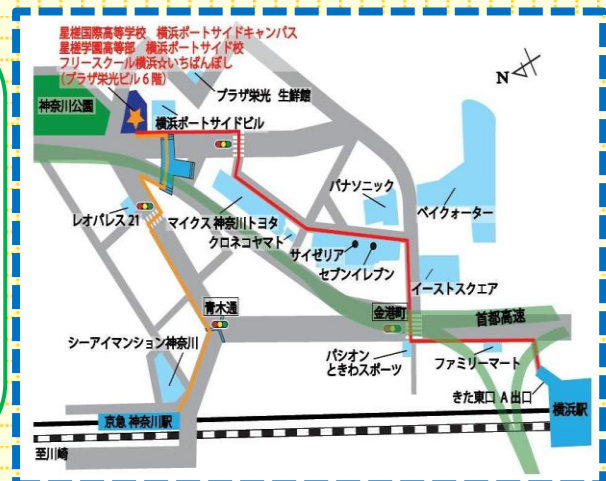 星槎国際高等学校 横浜ポートサイドキャンパス
星槎学園高等部 横浜ポートサイド校
フリースクール横浜☆いちばんぼし
(プラザ栄光ビル6階)
N
神奈川公園
プラザ栄光 生鮮館
横浜ポートサイドビル
パナソニック
ベイクォーター
レオパレス21
マイクス神奈川トヨタ
クロネコヤマト
サイゼリア
セブンイレブン
イーストスクエア
青木通
金港町
首都高速
シーアイマンション神奈川
パシオン
ときわスポーツ
ファミリーマート
きた東口 A出口
横浜駅
京急 神奈川駅
至川崎